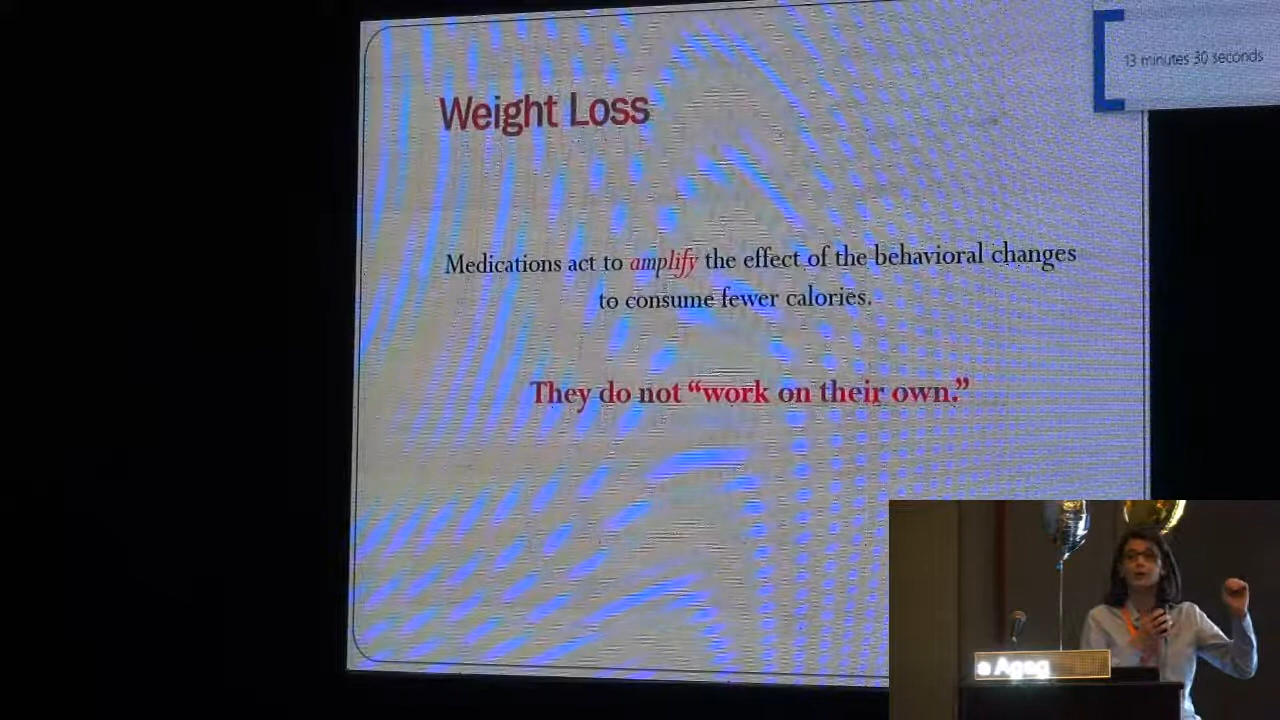 Weight Loss
13 minutes 30 seconds
Medications act to amplify the effect of the behavioral changes
to consume fewer calories.
They do not “work on their own.”